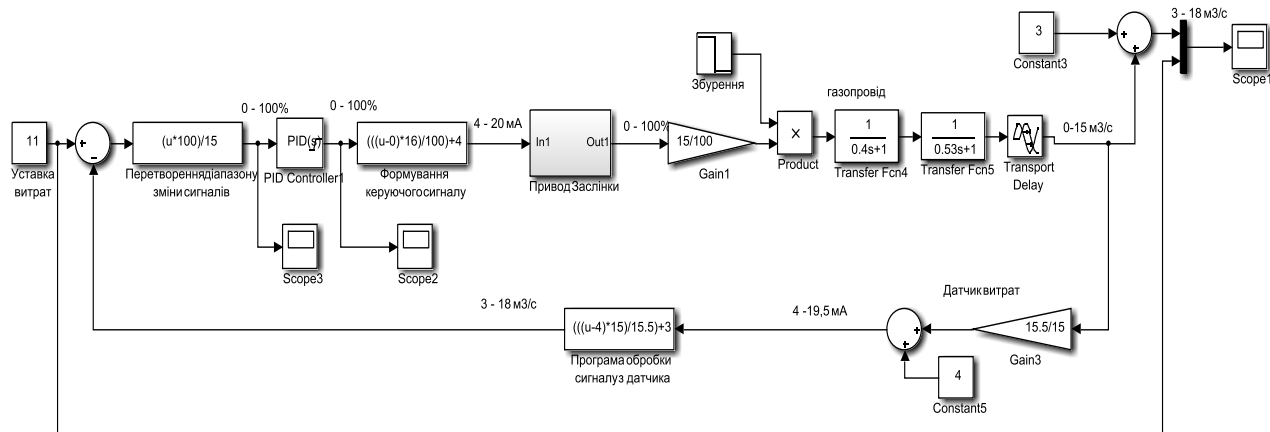 3 - 18 м3/с
3
Constant3
Scope1
Збурення
газопровід
0 - 100%
0 - 100%
4 - 20 мА
0 - 100%
0-15 м3/с
11
Уставка
витрат
(u*100)/15
Перетвореннядіапазону
зміни сигналів
PID(s)
PID Controller1
(((u-0)*16)/100)+4
Формування
керуючогосигналу
In1
Out1
Привод Заслінки
15/100
Gain1
×
Product
1
0.4s+1
Transfer Fcn4
1
0.53s+1
Transfer Fcn5
Transport
Delay
Scope3
Scope2
3 - 18 м3/с
(((u-4)*15)/15.5)+3
Програма обробки
сигналу з датчика
4 -19,5 мА
Датчик витрат
15.5/15
Gain3
4
Constant5